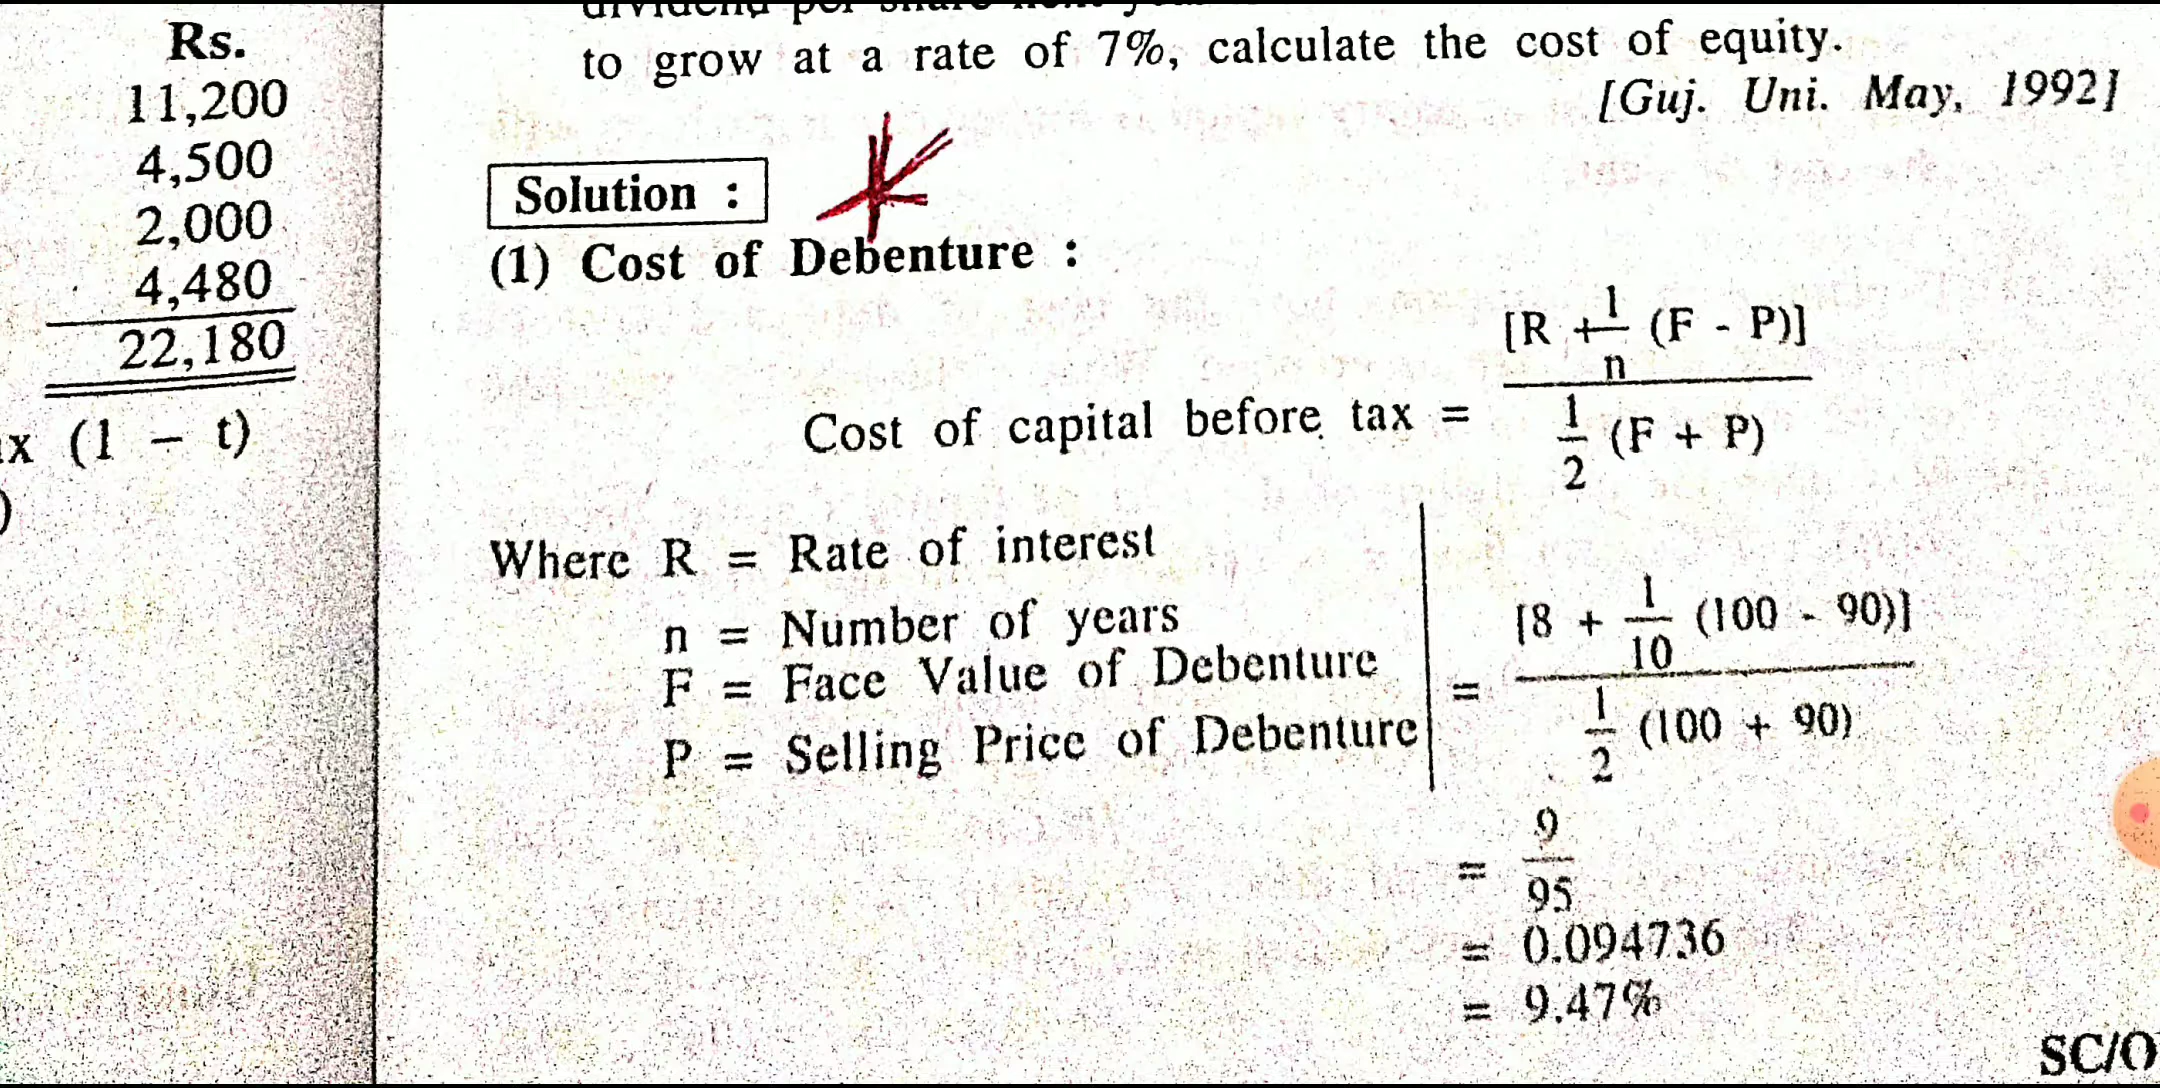 Rs.
11,200
4,500
2,000
4,480
22,180
x (1 – t)
)
dividend per share
to grow at a rate of 7%, calculate the cost of equity.
[Guj. Uni. May, 1992]
Solution :
(1) Cost of Debenture :
Cost of capital before tax = [R + 1/n (F - P)] / 1/2 (F + P)
Where R = Rate of interest
n = Number of years
F = Face Value of Debenture
P = Selling Price of Debenture
= [8 + 1/10 (100 - 90)] / 1/2 (100 + 90)
= 9/95
= 0.094736
= 9.47%
SC/O